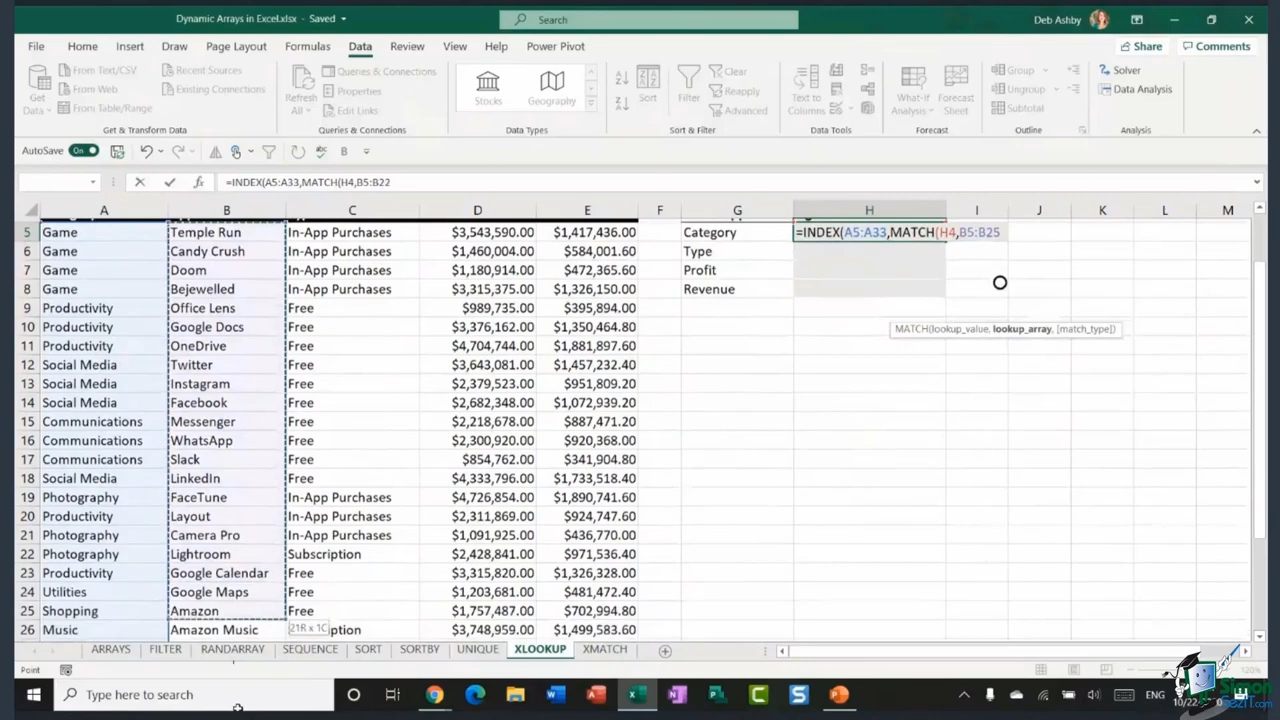 Dynamic Arrays in Excel.xlsx - Saved
Search
Deb Ashby
File Home Insert Draw Page Layout Formulas Data Review View Help Power Pivot
Share Comments
Get Data
From Text/CSV
From Web
From Table/Range
Recent Sources
Existing Connections
Get & Transform Data
Refresh All
Queries & Connections
Properties
Edit Links
Queries & Connections
Stocks Geography
Data Types
Sort
Filter
Clear
Reapply
Advanced
Sort & Filter
Text to Columns
Data Tools
What-If Analysis
Forecast Sheet
Forecast
Group
Ungroup
Subtotal
Outline
Solver
Data Analysis
Analysis
AutoSave On
=INDEX(A5:A33,MATCH(H4,B5:B22
A B C D E F G H I J K L M
5 Game Temple Run In-App Purchases $3,543,590.00 $1,417,436.00 Category =INDEX(A5:A33,MATCH(H4,B5:B25
6 Game Candy Crush In-App Purchases $1,460,004.00 $584,001.60 Type
7 Game Doom In-App Purchases $1,180,914.00 $472,365.60 Profit
8 Game Bejewelled In-App Purchases $3,315,375.00 $1,326,150.00 Revenue
9 Productivity Office Lens Free $989,735.00 $395,894.00
10 Productivity Google Docs Free $3,376,162.00 $1,350,464.80
MATCH(lookup_value, lookup_array, [match_type])
11 Productivity OneDrive Free $4,704,744.00 $1,881,897.60
12 Social Media Twitter Free $3,643,081.00 $1,457,232.40
13 Social Media Instagram Free $2,379,523.00 $951,809.20
14 Social Media Facebook Free $2,682,348.00 $1,072,939.20
15 Communications Messenger Free $2,218,678.00 $887,471.20
16 Communications WhatsApp Free $2,300,920.00 $920,368.00
17 Communications Slack Free $854,762.00 $341,904.80
18 Social Media LinkedIn Free $4,333,796.00 $1,733,518.40
19 Photography FaceTune In-App Purchases $4,726,854.00 $1,890,741.60
20 Productivity Layout In-App Purchases $2,311,869.00 $924,747.60
21 Photography Camera Pro In-App Purchases $1,091,925.00 $436,770.00
22 Photography Lightroom Subscription $2,428,841.00 $971,536.40
23 Productivity Google Calendar Free $3,315,820.00 $1,326,328.00
24 Utilities Google Maps Free $1,203,681.00 $481,472.40
25 Shopping Amazon Free $1,757,487.00 $702,994.80
26 Music Amazon Music 21R x 1C ption $3,748,959.00 $1,499,583.60
ARRAYS FILTER RANDARRAY SEQUENCE SORT SORTBY UNIQUE XLOOKUP XMATCH
Point
120%
Type here to search
ENG
10/22
Simon Sez IT.com